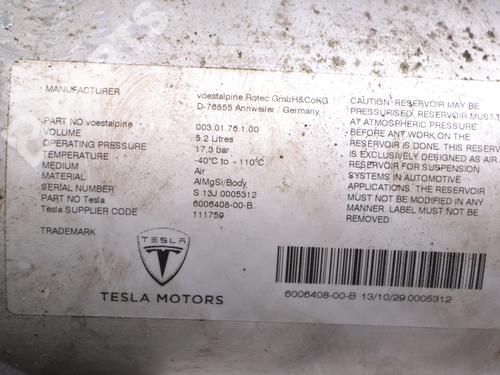 MANUFACTURER voestalpine Rotec GmbH&CoKG
D-76855 Annweiler / Germany
PART NO voestalpine 003.01.76.1.00
VOLUME 5.2 Litres
OPERATING PRESSURE 17,3 bar
TEMPERATURE -40°C to +110°C
MEDIUM Air
MATERIAL AlMgSi/Body
SERIAL NUMBER S 13J 0005312
PART NO Tesla 6006408-00-B
Tesla SUPPLIER CODE 111759
TRADEMARK
TESLA
TESLA MOTORS
CAUTION: RESERVOIR MAY BE
PRESSURISED. RESERVOIR MUST
AT ATMOSPHERIC PRESSURE
BEFORE ANY WORK ON THE
RESERVOIR IS DONE. THIS RESERV
IS EXCLUSIVELY DESIGNED AS AIR
RESERVOIR FOR SUSPENSION
SYSTEMS IN AUTOMOTIVE
APPLICATIONS. THE RESERVOIR
MUST NOT BE MODIFIED IN ANY
MANNER. LABEL MUST NOT BE
REMOVED
6006408-00-B 13/10/29 0005312